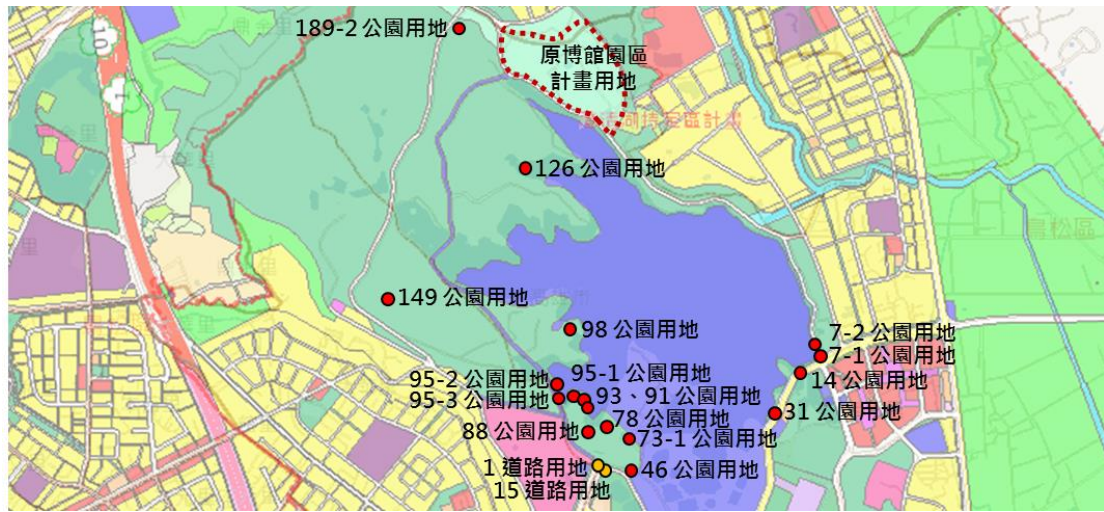 189-2 公園用地
原博館園區
計畫用地
126 公園用地
149 公園用地
98 公園用地
7-2 公園用地
7-1 公園用地
14 公園用地
95-2 公園用地
95-1 公園用地
95-3 公園用地
93、91 公園用地
31 公園用地
78 公園用地
88 公園用地
73-1 公園用地
1 道路用地
46 公園用地
15 道路用地
鳥松區